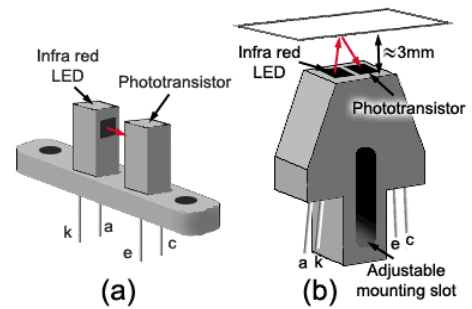 Infra red
LED
Phototransistor
k
a
e
c
(a)
Infra red
LED
≈3mm
Phototransistor
a
k
e
c
Adjustable
mounting slot
(b)